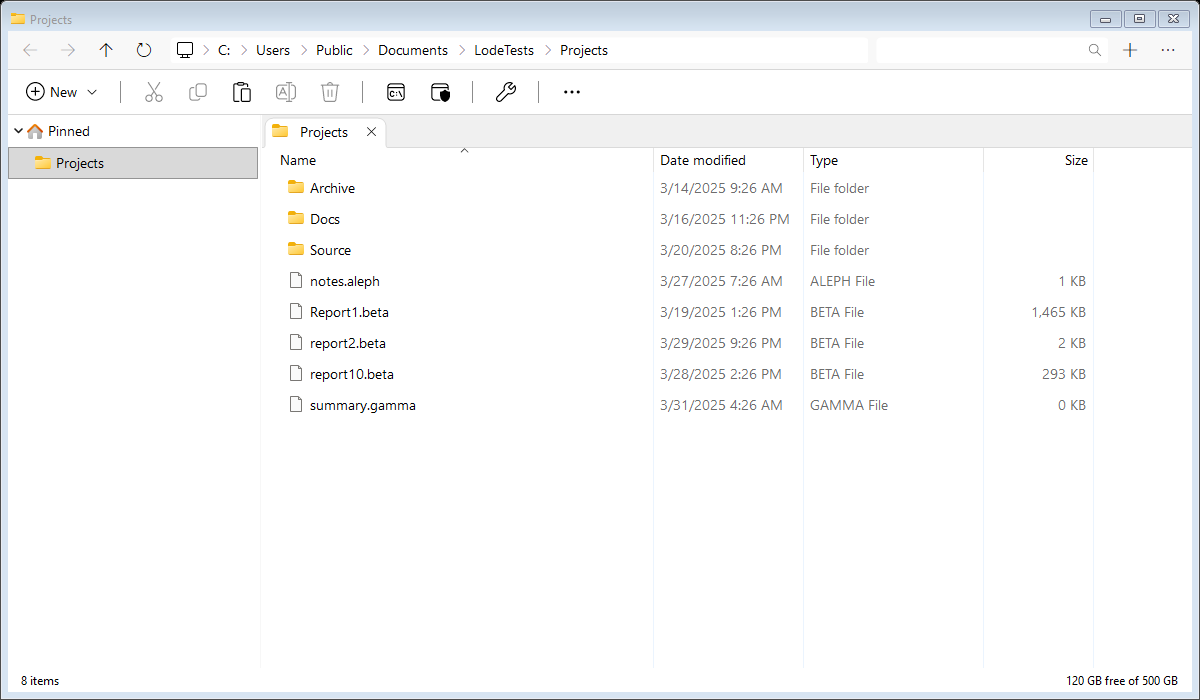 Projects
C: Users Public Documents LodeTests Projects
New
C:\
A
Pinned
Projects
Projects
Name Date modified Type Size
Archive 3/14/2025 9:26 AM File folder
Docs 3/16/2025 11:26 PM File folder
Source 3/20/2025 8:26 PM File folder
notes.aleph 3/27/2025 7:26 AM ALEPH File 1 KB
Report1.beta 3/19/2025 1:26 PM BETA File 1,465 KB
report2.beta 3/29/2025 9:26 PM BETA File 2 KB
report10.beta 3/28/2025 2:26 PM BETA File 293 KB
summary.gamma 3/31/2025 4:26 AM GAMMA File 0 KB
8 items 120 GB free of 500 GB